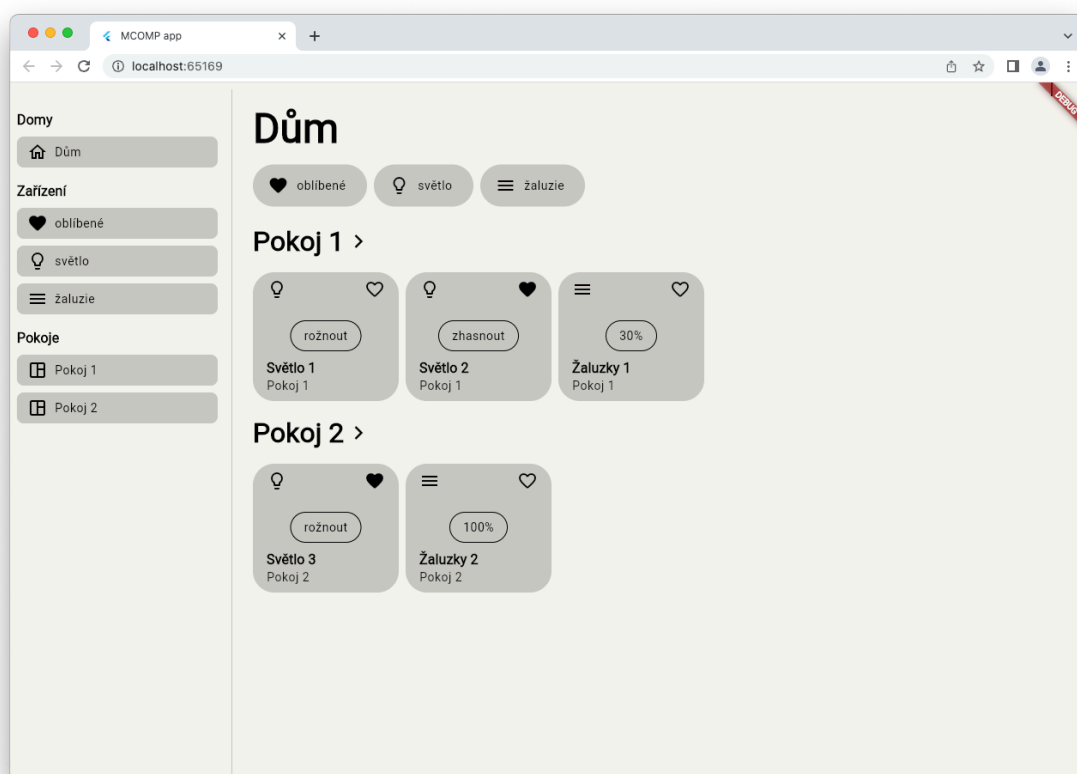 MCOMP app
localhost:65169
DEBUG
Domy
Dům
Zařízení
oblíbené
světlo
žaluzie
Pokoje
Pokoj 1
Pokoj 2
Dům
oblíbené světlo žaluzie
Pokoj 1
rožnout
Světlo 1
Pokoj 1
zhasnout
Světlo 2
Pokoj 1
30%
Žaluzky 1
Pokoj 1
Pokoj 2
rožnout
Světlo 3
Pokoj 2
100%
Žaluzky 2
Pokoj 2